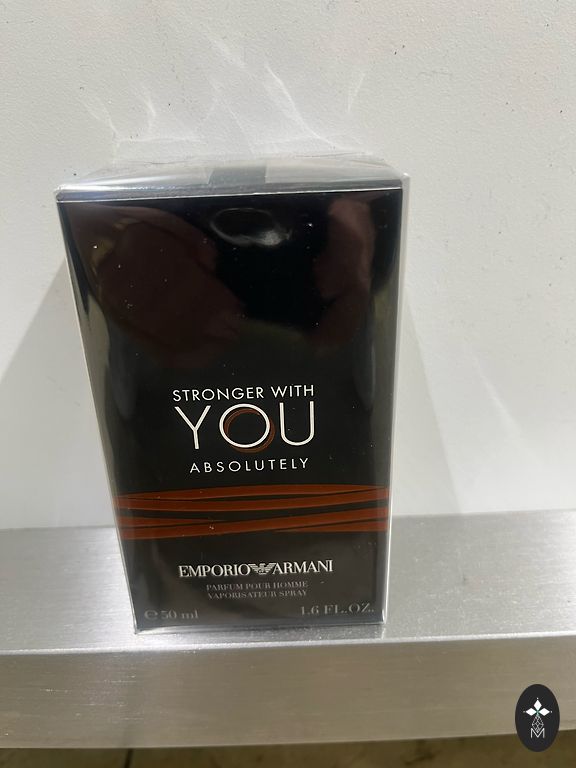 STRONGER WITH
YOU
ABSOLUTELY
EMPORIO ARMANI
PARFUM POUR HOMME
VAPORISATEUR SPRAY
℮50 ml 1.6 FL.OZ.
M